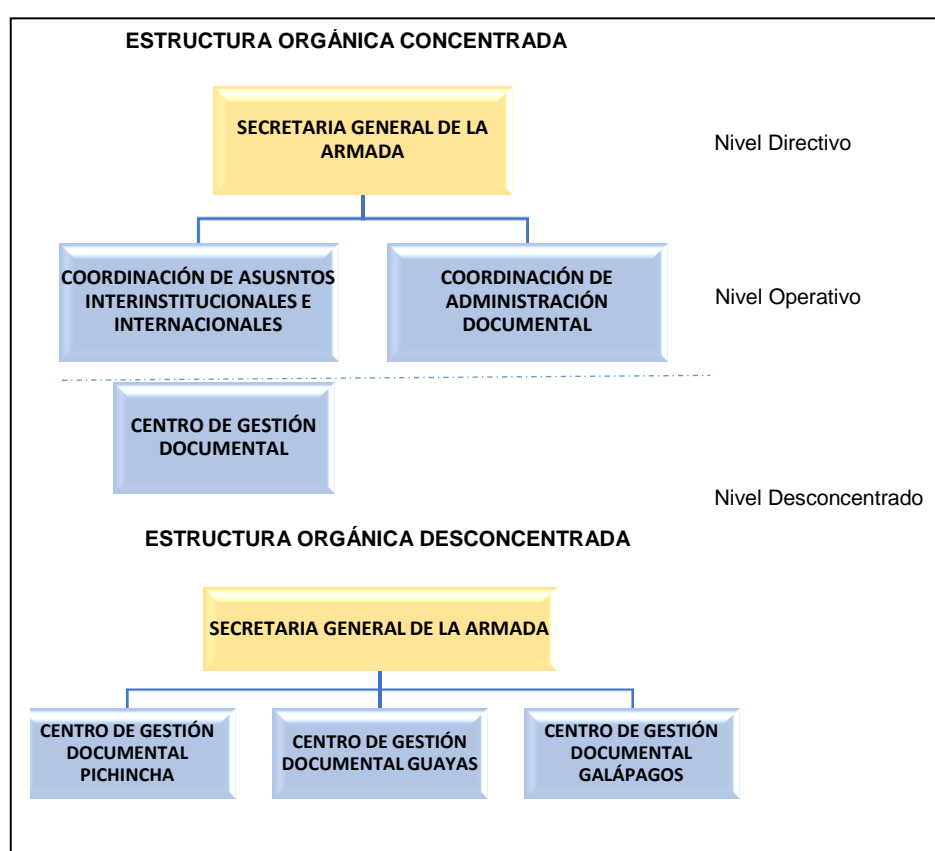 ESTRUCTURA ORGÁNICA CONCENTRADA
SECRETARIA GENERAL DE LA
ARMADA
Nivel Directivo
COORDINACIÓN DE ASUSNTOS
INTERINSTITUCIONALES E
INTERNACIONALES
COORDINACIÓN DE
ADMINISTRACIÓN
DOCUMENTAL
Nivel Operativo
CENTRO DE GESTIÓN
DOCUMENTAL
Nivel Desconcentrado
ESTRUCTURA ORGÁNICA DESCONCENTRADA
SECRETARIA GENERAL DE LA ARMADA
CENTRO DE GESTIÓN
DOCUMENTAL
PICHINCHA
CENTRO DE GESTIÓN
DOCUMENTAL GUAYAS
CENTRO DE GESTIÓN
DOCUMENTAL
GALÁPAGOS